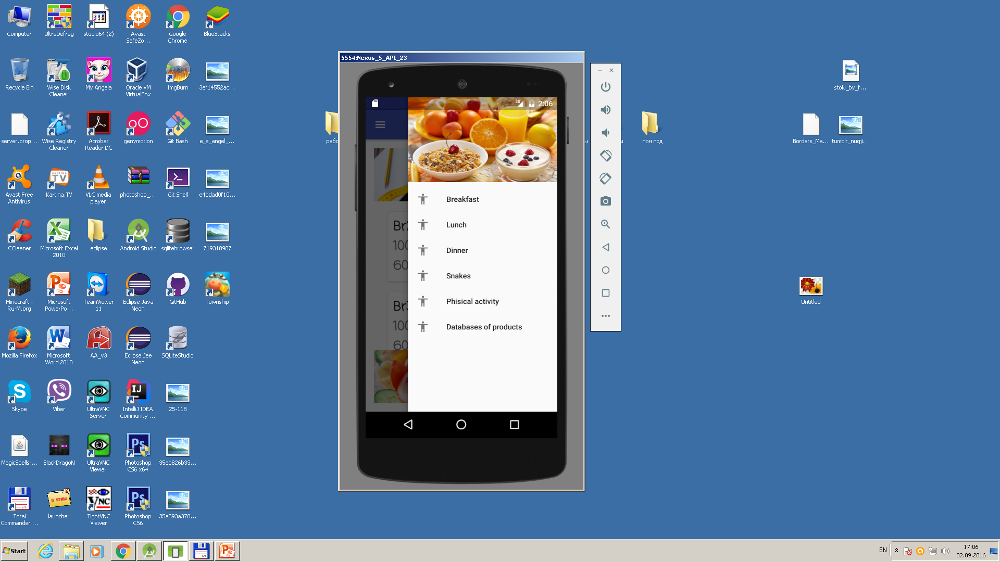 Computer
UltraDefrag
studio64 (2)
Avast
SafeZo...
Google
Chrome
BlueStacks
Recycle Bin
Wise Disk
Cleaner
My Angela
Oracle VM
VirtualBox
ImgBurn
3ef14552ac...
server.prop...
Wise Registry
Cleaner
Acrobat
Reader DC
genymotion
Git Bash
e_s_angel_...
Avast Free
Antivirus
Kartina.TV
VLC media
player
photoshop_...
Git Shell
e4bdad0f10...
CCleaner
Microsoft Excel
2010
eclipse
Android Studio
sqlitebrowser
719318907
Minecraft -
Ru-M.org
Microsoft
PowerPo...
TeamViewer
11
Eclipse Java
Neon
GitHub
Township
Mozilla Firefox
Microsoft
Word 2010
AA_v3
Eclipse Jee
Neon
SQLiteStudio
Skype
Viber
UltraVNC
Server
IntelliJ IDEA
Community ...
25-118
MagicSpells-...
BlackDragoN
UltraVNC
Viewer
Photoshop
CS6 x64
35ab826b33...
Total
Commander ...
launcher
TightVNC
Viewer
Photoshop
CS6
35a393a370...
5554:Nexus_5_API_23
3G 2:06
Breakfast
Lunch
Dinner
Snakes
Phisical activity
Databases of products
Br
100
60
Br
100
60
рабо
ы
ы
мои псд
stoki_by_f...
Borders_Ma...
tumblr_nuqji...
Untitled
Start
EN
17:06
02.09.2016